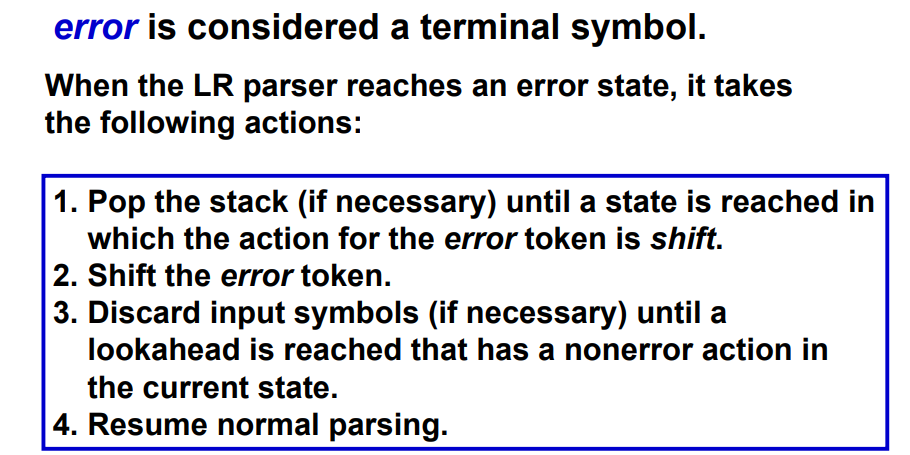 error is considered a terminal symbol.
When the LR parser reaches an error state, it takes
the following actions:
1. Pop the stack (if necessary) until a state is reached in
which the action for the error token is shift.
2. Shift the error token.
3. Discard input symbols (if necessary) until a
lookahead is reached that has a nonerror action in
the current state.
4. Resume normal parsing.